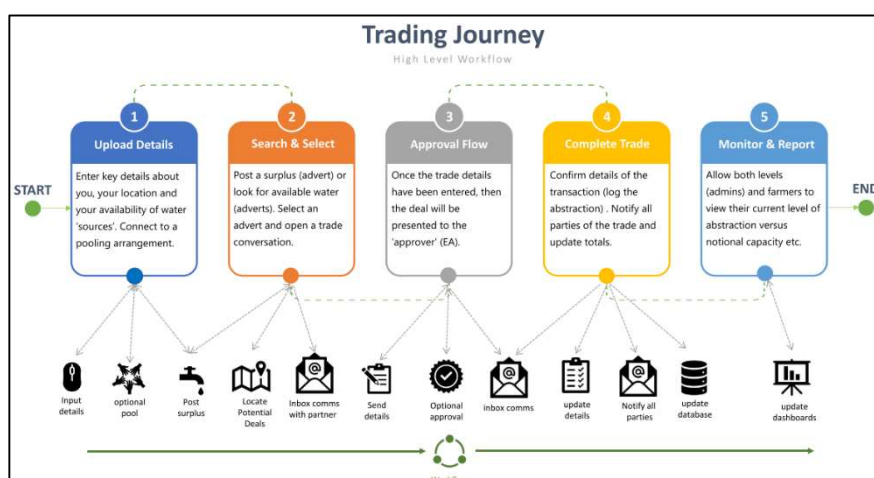 Trading Journey
High Level Workflow
START
1
Upload Details
Enter key details about
you, your location and
your availability of water
'sources'. Connect to a
pooling arrangement.
2
Search & Select
Post a surplus (advert) or
look for available water
(adverts). Select an
advert and open a trade
conversation.
3
Approval Flow
Once the trade details
have been entered, then
the deal will be
presented to the
'approver' (EA).
4
Complete Trade
Confirm details of the
transaction (log the
abstraction) . Notify all
parties of the trade and
update totals.
5
Monitor & Report
Allow both levels
(admins) and farmers to
view their current level of
abstraction versus
notional capacity etc.
END
Input
details
optional
pool
Post
surplus
Locate
Potential
Deals
Inbox comms
with partner
Send
details
Optional
approval
inbox comms
update
details
Notify all
parties
update
database
update
dashboards